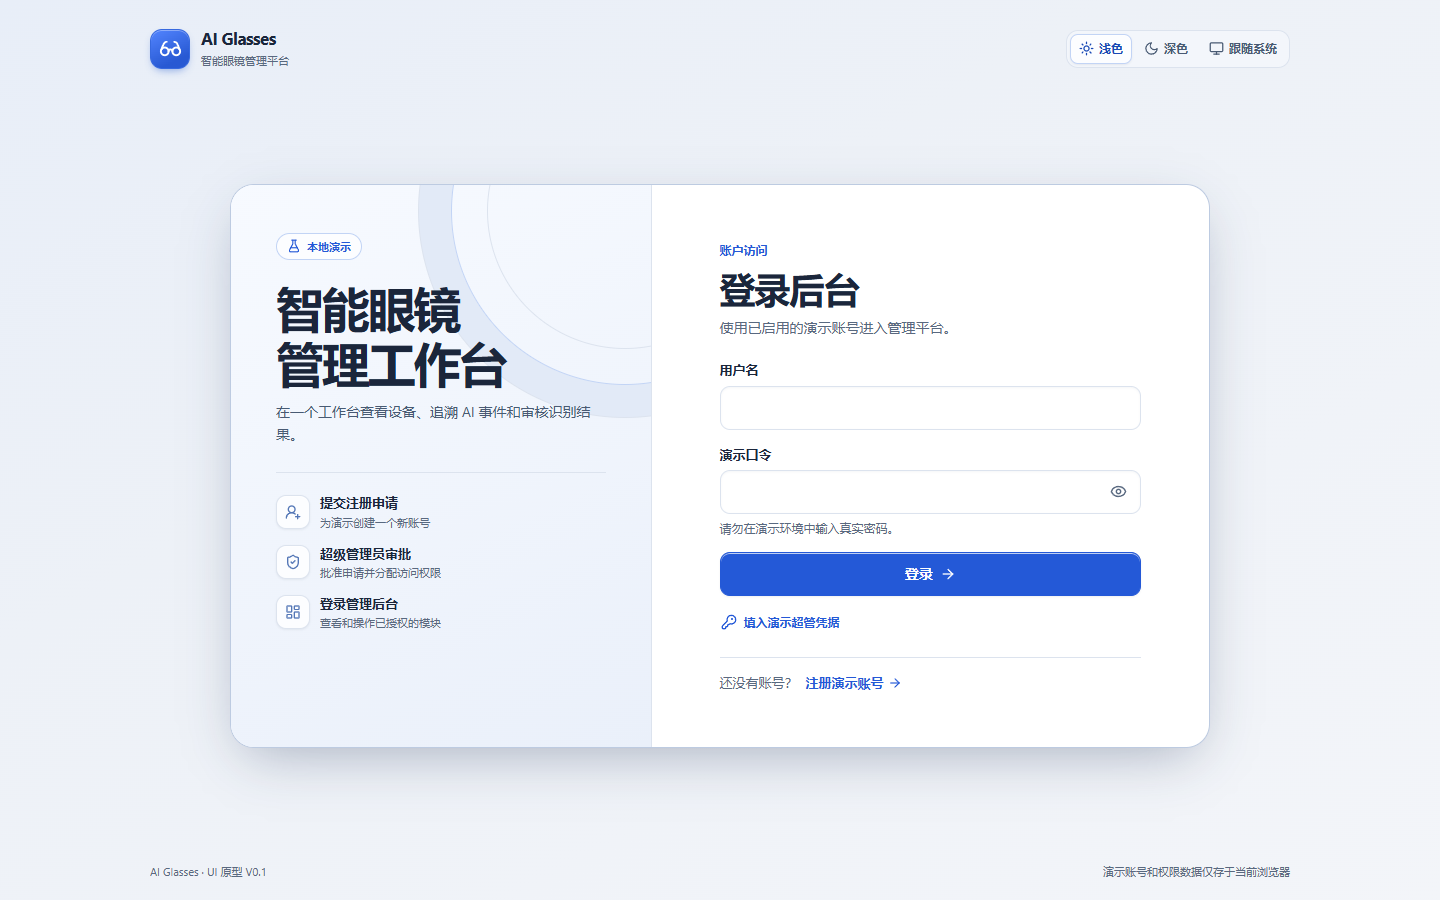 AI Glasses
智能眼镜管理平台
浅色
深色
跟随系统
本地演示
智能眼镜
管理工作台
在一个工作台查看设备、追溯 AI 事件和审核识别结
果。
提交注册申请
为演示创建一个新账号
超级管理员审批
批准申请并分配访问权限
登录管理后台
查看和操作已授权的模块
账户访问
登录后台
使用已启用的演示账号进入管理平台。
用户名
演示口令
请勿在演示环境中输入真实密码。
登录 →
填入演示超管凭据
还没有账号? 注册演示账号 →
AI Glasses · UI 原型 V0.1
演示账号和权限数据仅存于当前浏览器